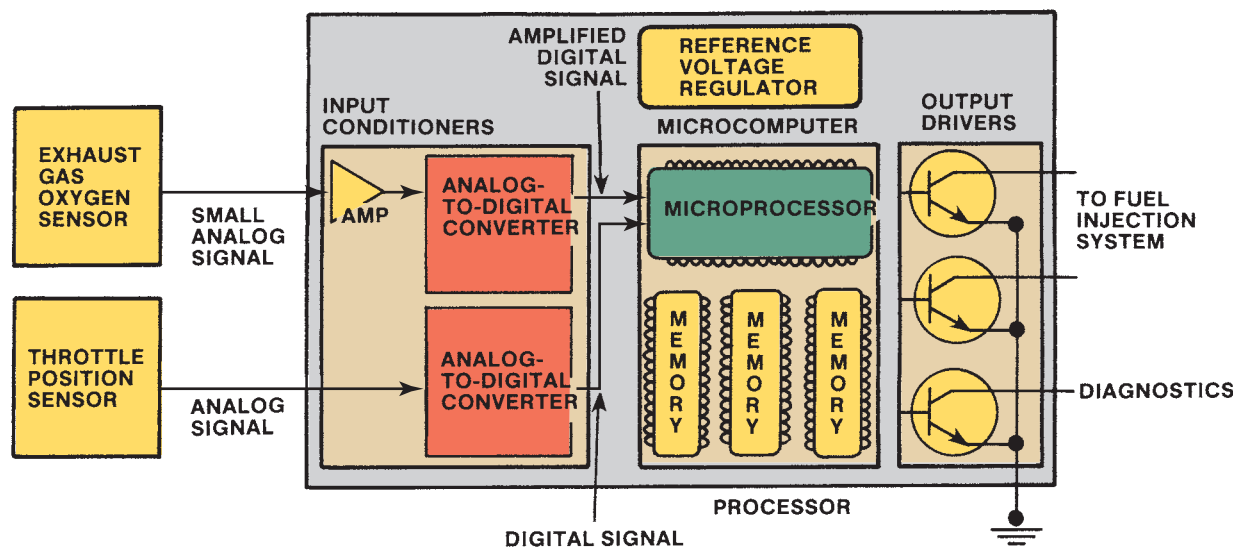 AMPLIFIED
DIGITAL
SIGNAL
REFERENCE
VOLTAGE
REGULATOR
INPUT
CONDITIONERS
MICROCOMPUTER
OUTPUT
DRIVERS
EXHAUST
GAS
OXYGEN
SENSOR
SMALL
ANALOG
SIGNAL
AMP
ANALOG-
TO-DIGITAL
CONVERTER
MICROPROCESSOR
TO FUEL
INJECTION
SYSTEM
THROTTLE
POSITION
SENSOR
ANALOG
SIGNAL
ANALOG-
TO-DIGITAL
CONVERTER
MEMORY
MEMORY
MEMORY
DIAGNOSTICS
PROCESSOR
DIGITAL SIGNAL